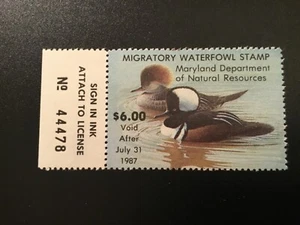 MIGRATORY WATERFOWL STAMP
Maryland Department
of Natural Resources
$6.00
Void
After
July 31
1987
SIGN IN INK
ATTACH TO LICENSE
No 44478